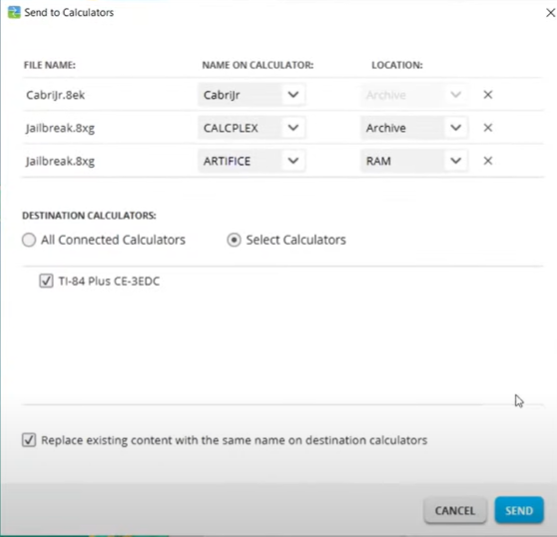 Send to Calculators
FILE NAME: NAME ON CALCULATOR: LOCATION:
CabriJr.8ek CabriJr Archive
Jailbreak.8xg CALCPLEX Archive
Jailbreak.8xg ARTIFICE RAM
DESTINATION CALCULATORS:
All Connected Calculators Select Calculators
TI-84 Plus CE-3EDC
Replace existing content with the same name on destination calculators
CANCEL SEND